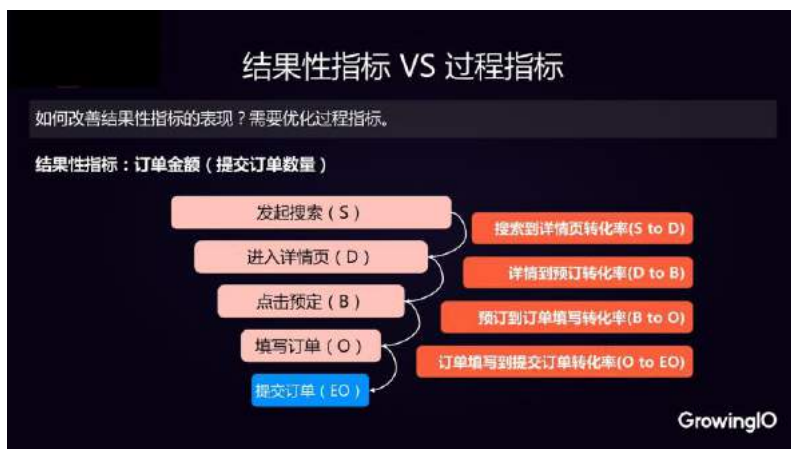 结果性指标 VS 过程指标
如何改善结果性指标的表现？需要优化过程指标。
结果性指标：订单金额（提交订单数量）
发起搜索（S）
搜索到详情页转化率(S to D)
进入详情页（D）
详情到预订转化率(D to B)
点击预定（B）
预订到订单填写转化率(B to O)
填写订单（O）
订单填写到提交订单转化率(O to EO)
提交订单（EO）
GrowingIO